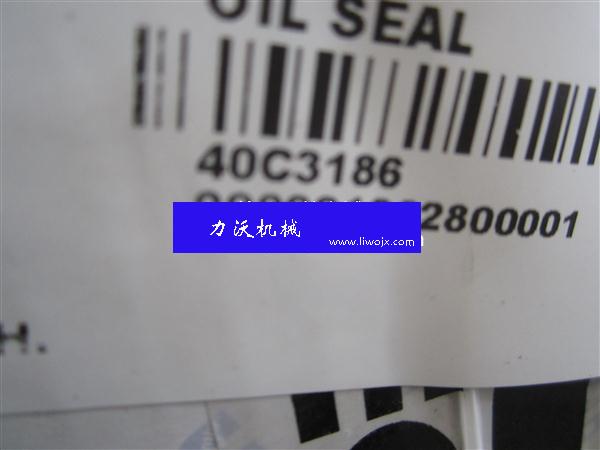 OIL SEAL
40C3186
2800001
力沃机械
www.liwojx.com
H.